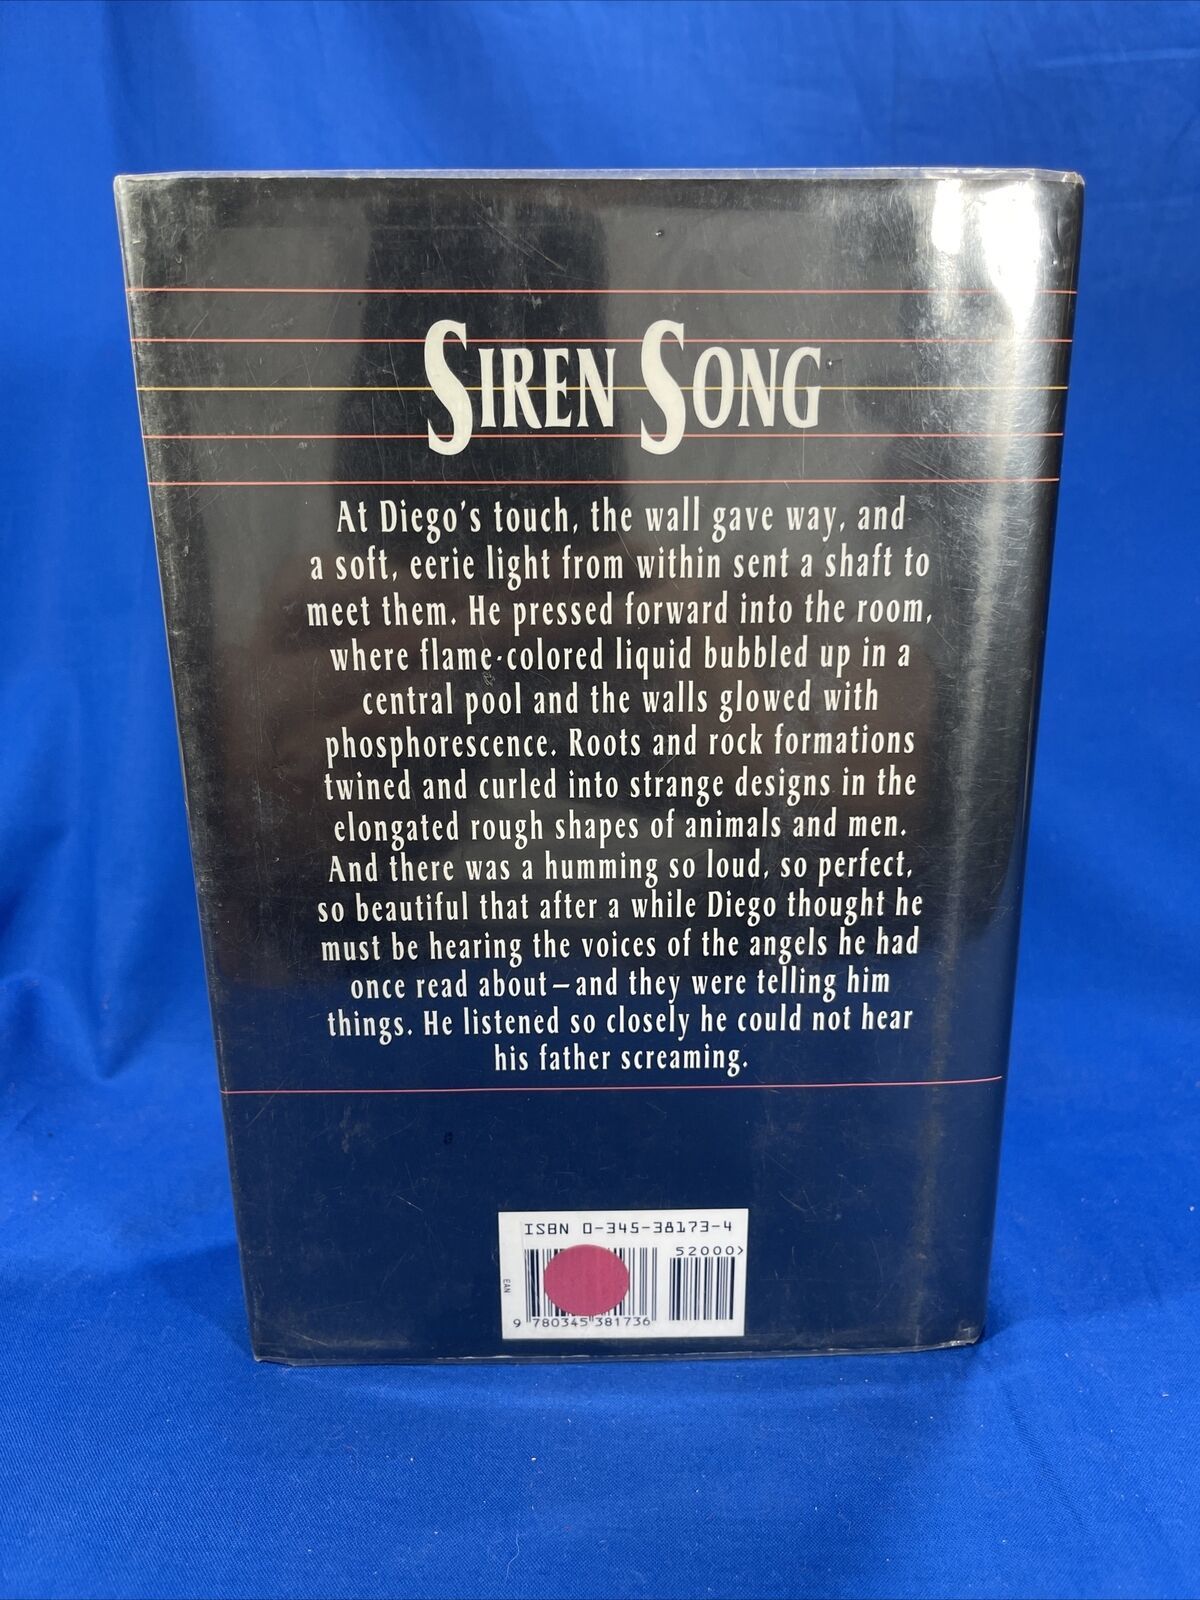 SIREN SONG
At Diego's touch, the wall gave way, and
a soft, eerie light from within sent a shaft to
meet them. He pressed forward into the room,
where flame-colored liquid bubbled up in a
central pool and the walls glowed with
phosphorescence. Roots and rock formations
twined and curled into strange designs in the
elongated rough shapes of animals and men.
And there was a humming so loud, so perfect,
so beautiful that after a while Diego thought he
must be hearing the voices of the angels he had
once read about—and they were telling him
things. He listened so closely he could not hear
his father screaming.
ISBN 0-345-38173-4
52000>
EAN
9 780345 381736